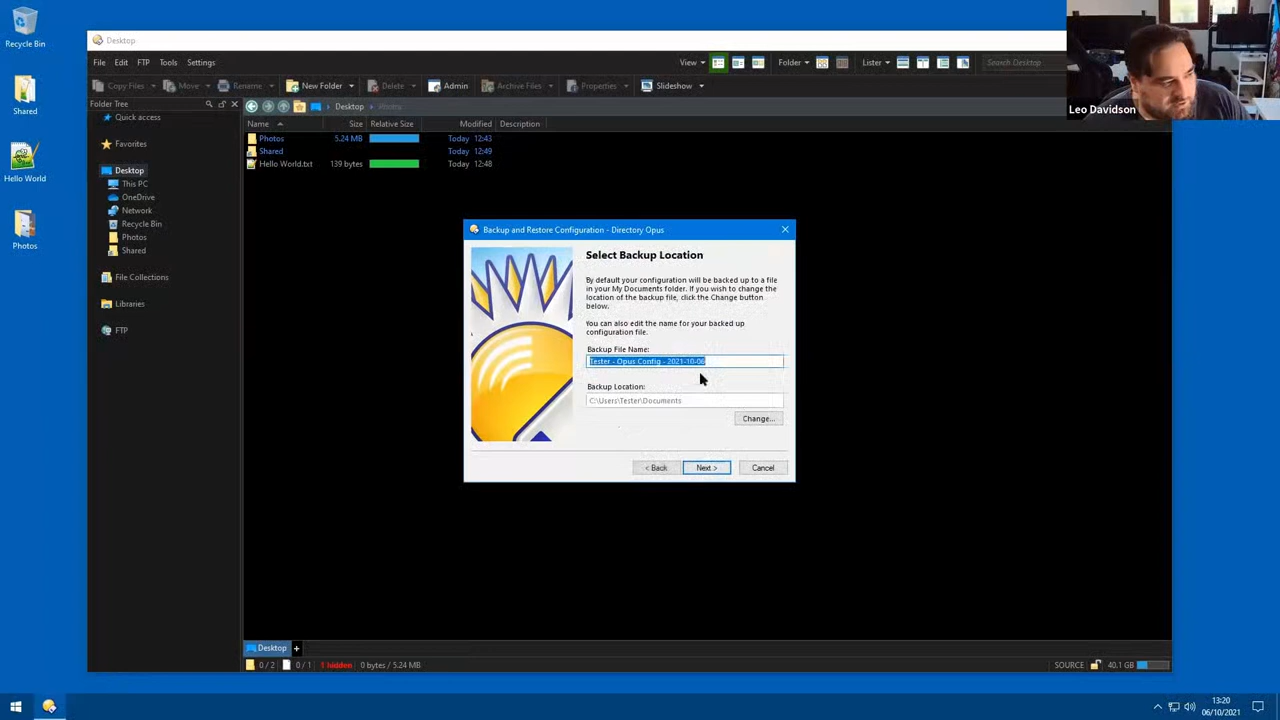 Recycle Bin
Shared
Hello World
Photos
Desktop
File Edit FTP Tools Settings
View Folder Lister Search Desktop
Copy Files Move Rename New Folder Delete Admin Archive Files Properties Slideshow
Folder Tree
Desktop
Name Size Relative Size Modified Description
Quick access
Favorites
Desktop
This PC
OneDrive
Network
Recycle Bin
Photos
Shared
File Collections
Libraries
FTP
Photos 5.24 MB Today 12:43
Shared Today 12:49
Hello World.txt 139 bytes Today 12:48
Leo Davidson
Backup and Restore Configuration - Directory Opus
Select Backup Location
By default your configuration will be backed up to a file
in your My Documents folder. If you wish to change the
location of the backup file, click the Change button
below.
You can also edit the name for your backed up
configuration file.
Backup File Name:
Tester - Opus Config - 2021-10-06
Backup Location:
C:\Users\Tester\Documents
Change...
< Back Next > Cancel
Desktop +
0 / 2 0 / 1 1 hidden 0 bytes / 5.24 MB SOURCE 40.1 GB
13:20
06/10/2021